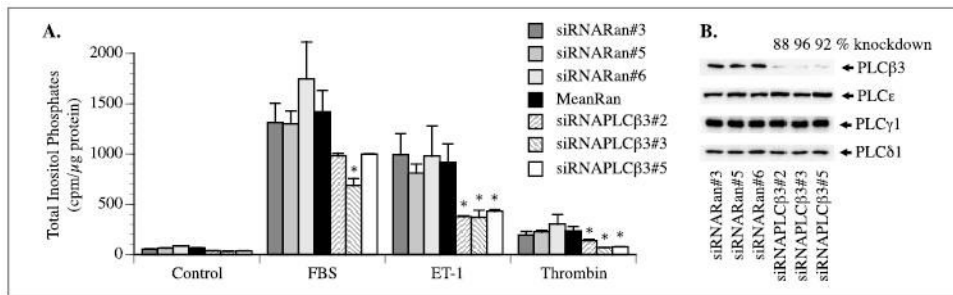 A.
Total Inositol Phosphates
(cpm/µg protein)
2000
1500
1000
500
0
Control
FBS
ET-1
Thrombin
* * * * * * *
siRNARan#3
siRNARan#5
siRNARan#6
MeanRan
siRNAPLCβ3#2
siRNAPLCβ3#3
siRNAPLCβ3#5
B.
88 96 92 % knockdown
PLCβ3
PLCε
PLCγ1
PLCδ1
siRNARan#3
siRNARan#5
siRNARan#6
siRNAPLCβ3#2
siRNAPLCβ3#3
siRNAPLCβ3#5